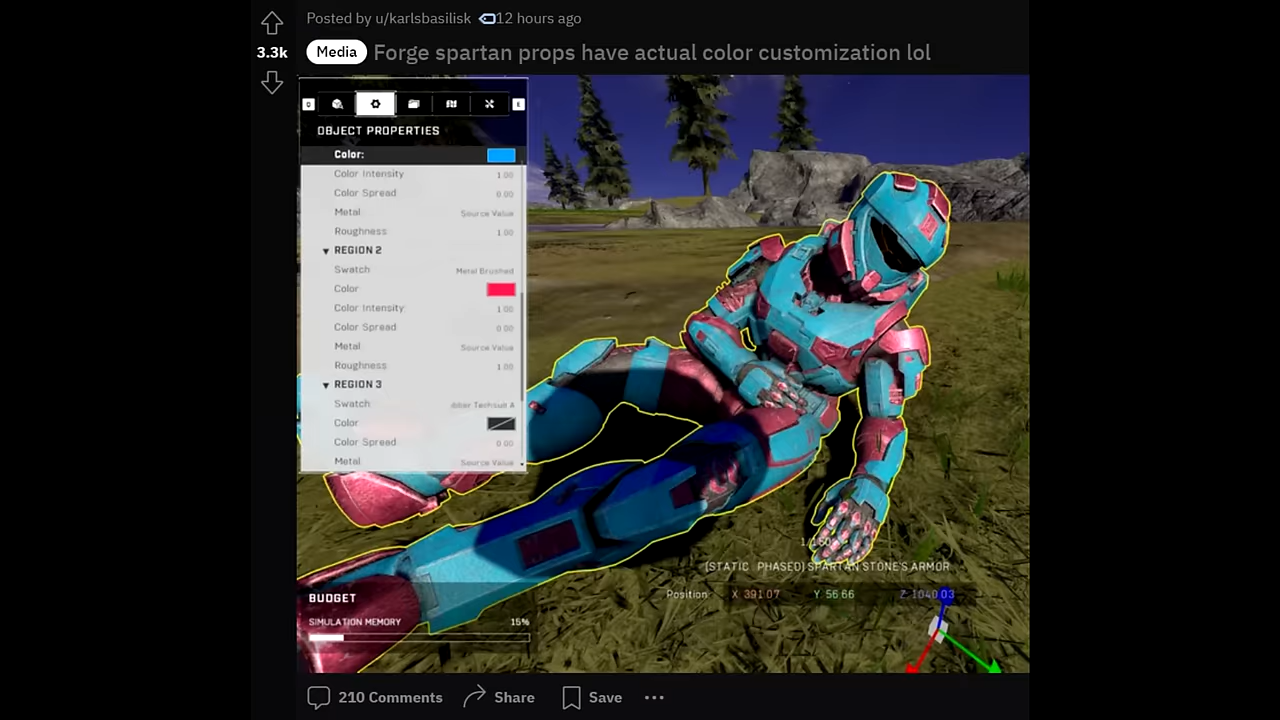 Posted by u/karlsbasilisk 12 hours ago
3.3k
Media Forge spartan props have actual color customization lol
OBJECT PROPERTIES
Color:
Color Intensity 1.00
Color Spread 0.00
Metal Source Value
Roughness 1.00
REGION 2
Swatch Metal Brushed
Color
Color Intensity 1.00
Color Spread 0.00
Metal Source Value
Roughness 1.00
REGION 3
Swatch Techsuit A
Color
Color Spread 0.00
Metal Source Value
(STATIC PHASED) SPARTAN STONE'S ARMOR
Position: X 391.07 Y: 56.66 Z: 1040.03
BUDGET
SIMULATION MEMORY 15%
210 Comments Share Save